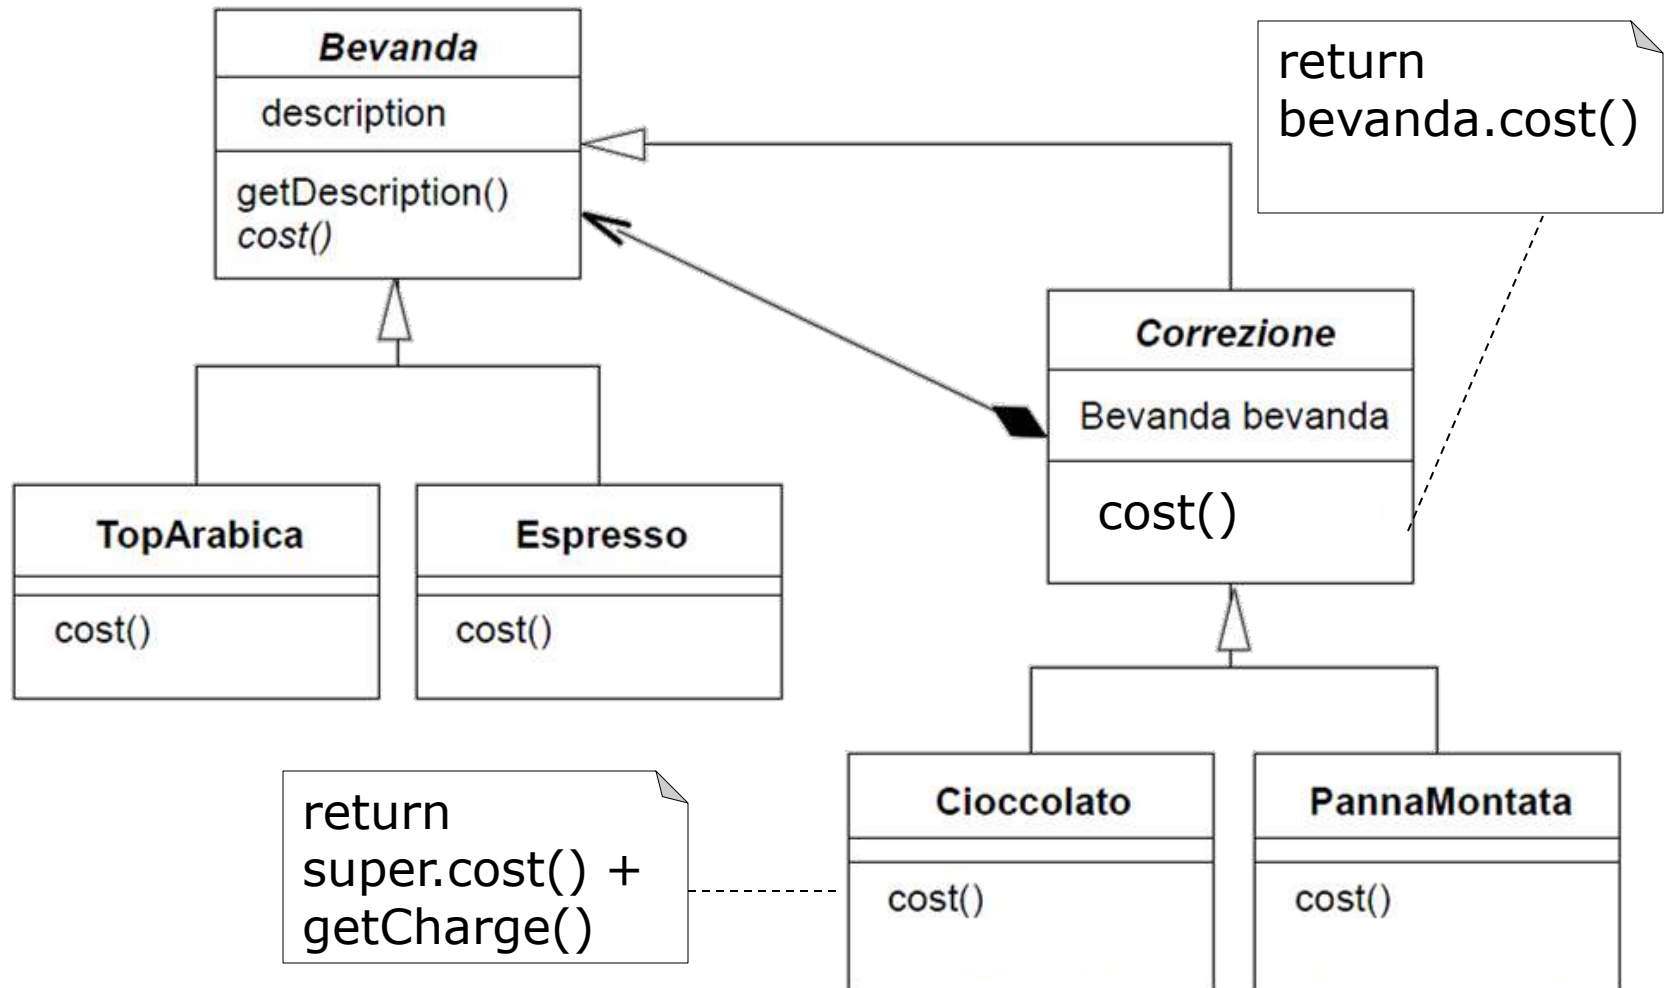 Bevanda
description
getDescription()
cost()
return
bevanda.cost()
Correzione
Bevanda bevanda
cost()
TopArabica
cost()
Espresso
cost()
return
super.cost() +
getCharge()
Cioccolato
cost()
PannaMontata
cost()